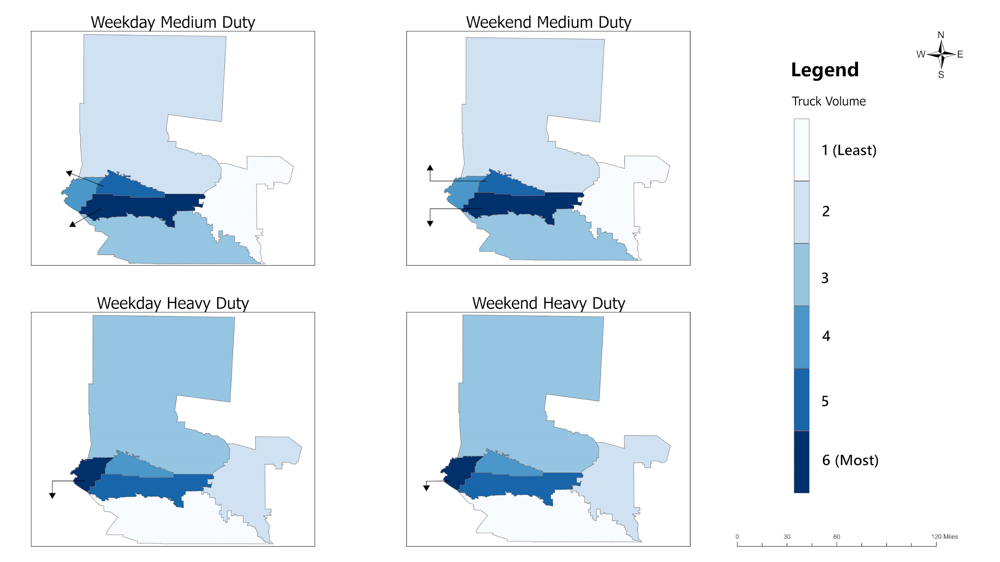 Weekday Medium Duty
Weekend Medium Duty
N
W E
S
Legend
Truck Volume
1 (Least)
2
3
4
5
6 (Most)
Weekday Heavy Duty
Weekend Heavy Duty
0 30 60 120 Miles